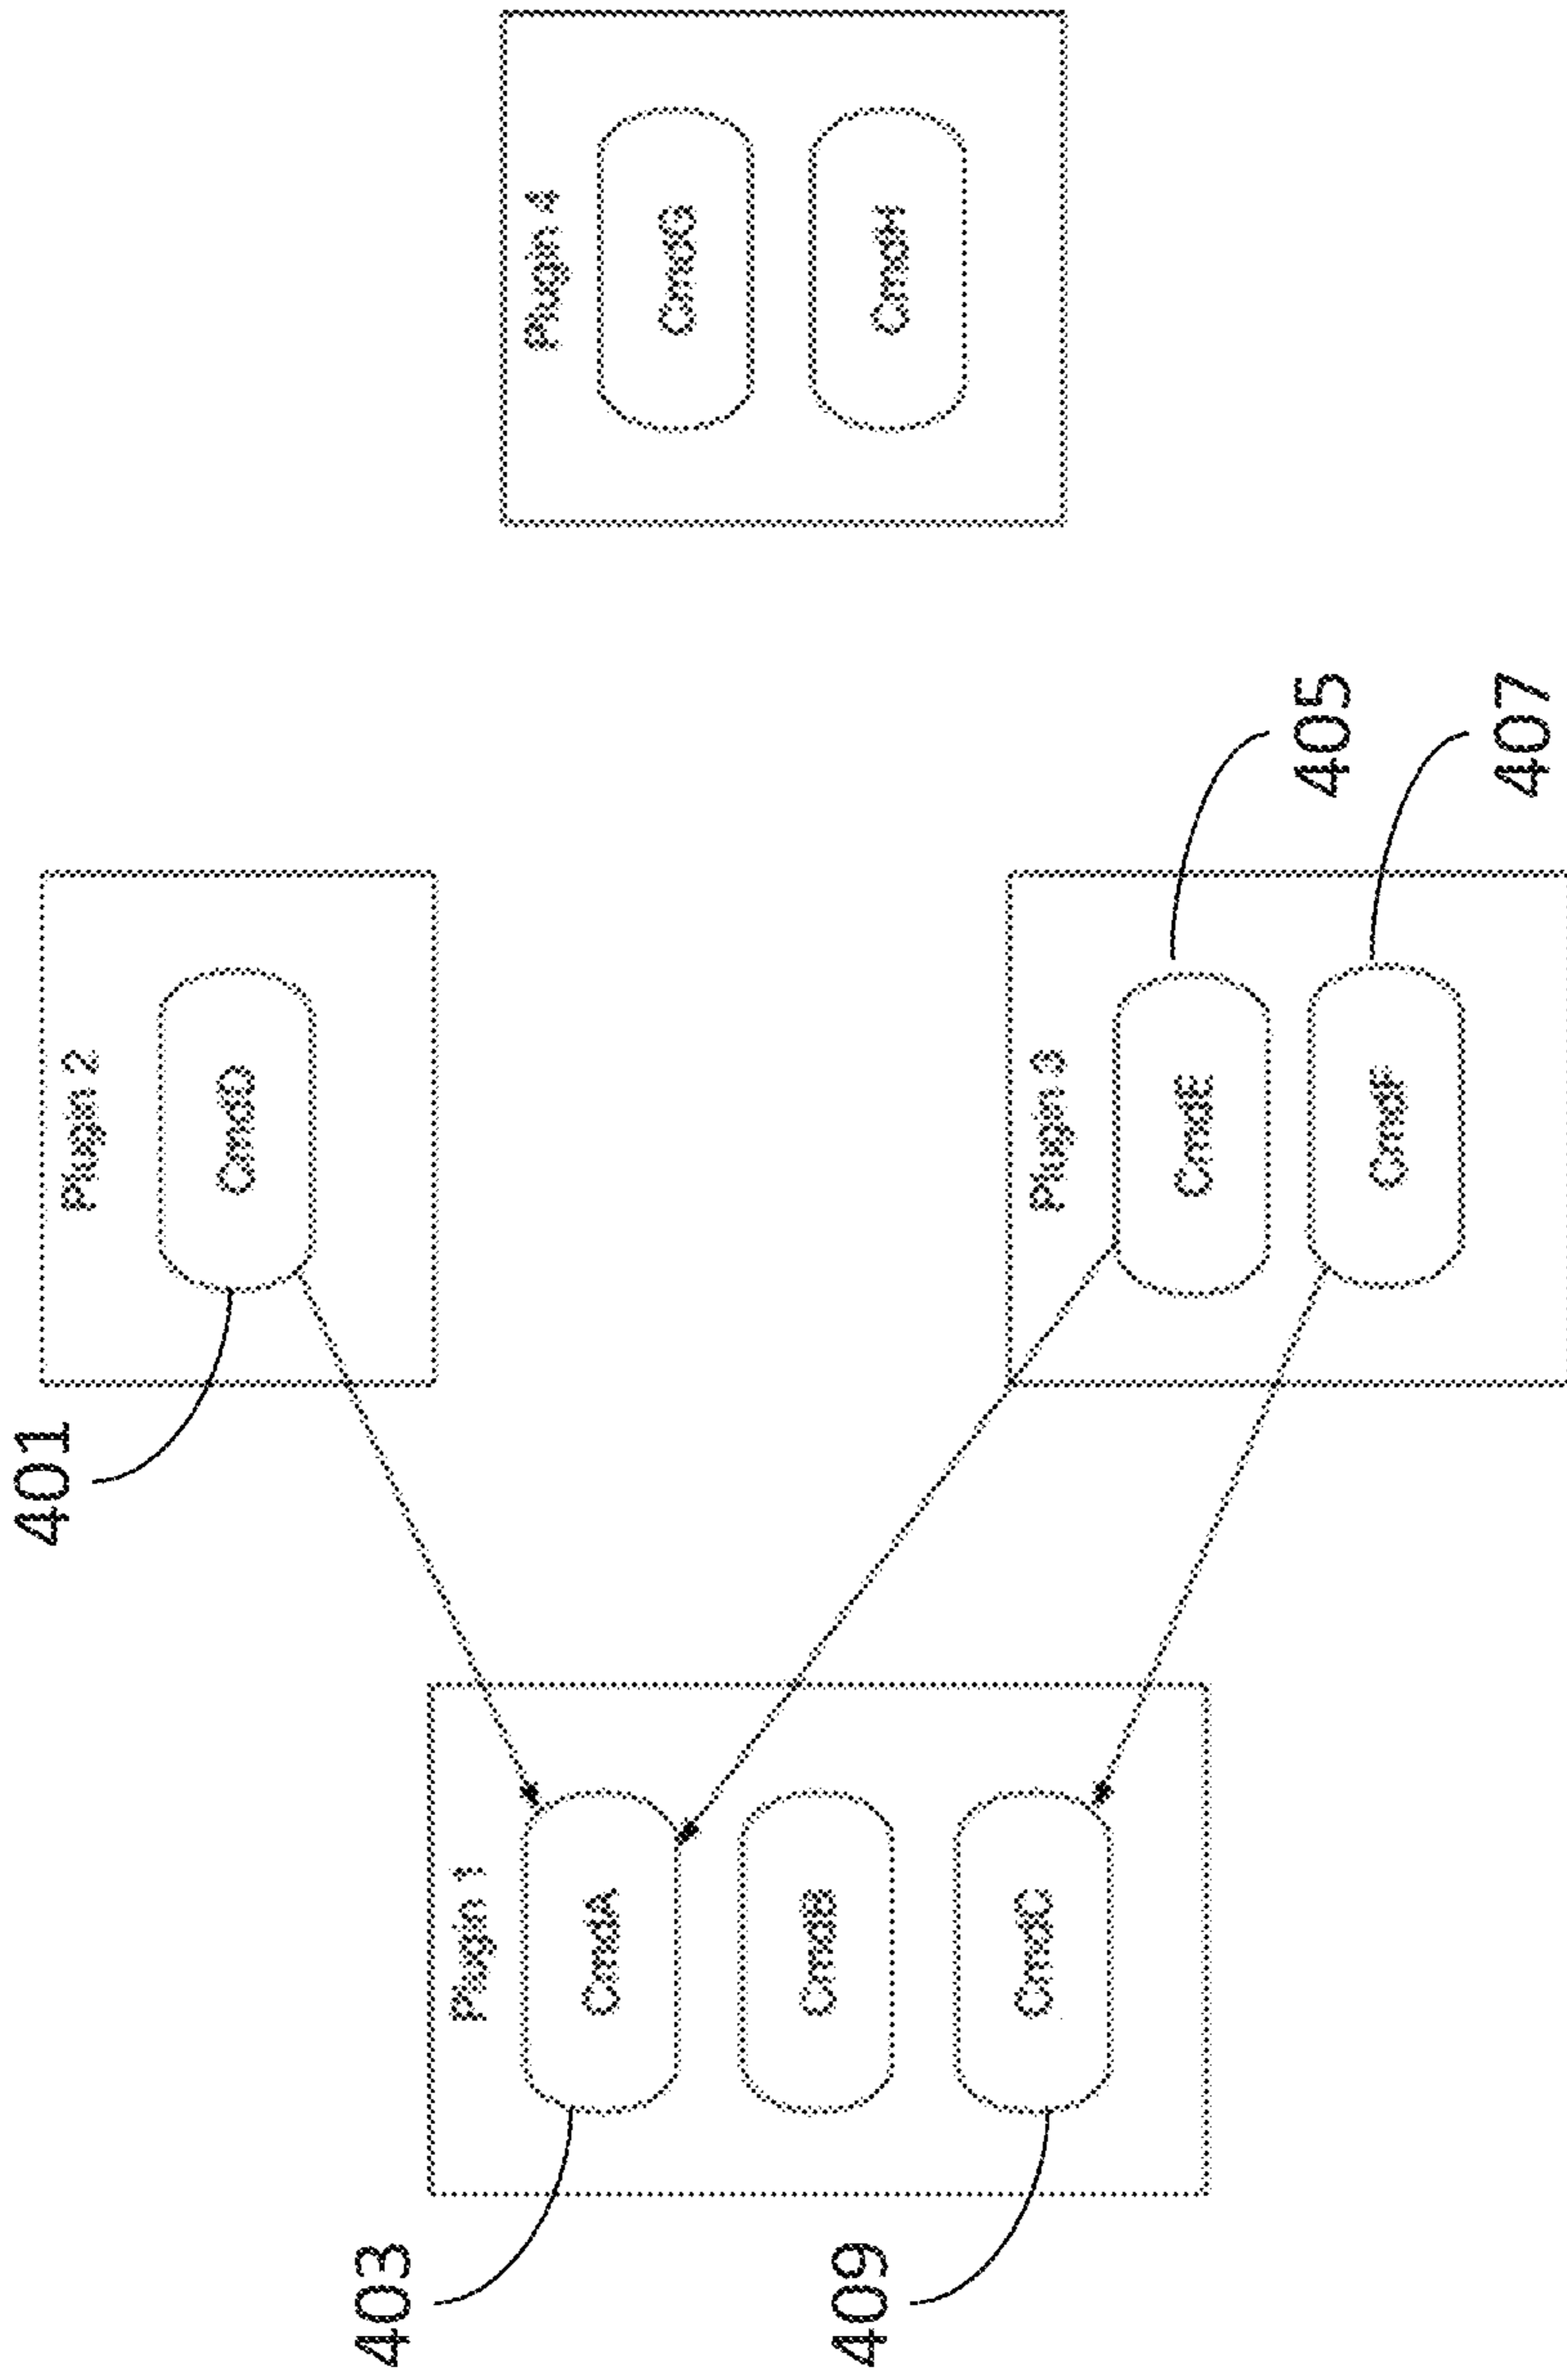 401
403
409
Plugin 1
CmdA
CmdB
CmdC
Plugin 2
CmdD
Plugin 3
CmdE
CmdF
405
407
Plugin 4
CmdG
CmdH